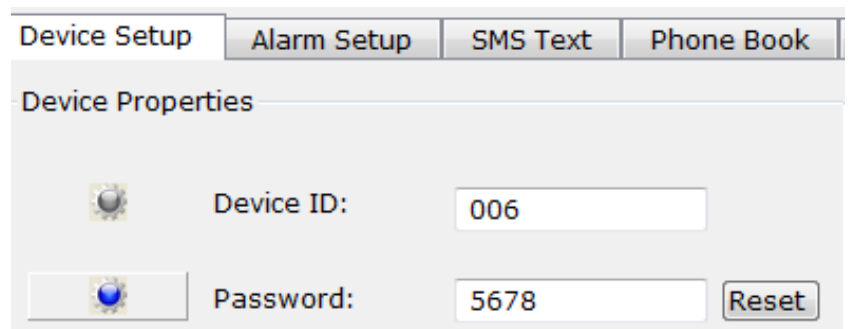 Device Setup Alarm Setup SMS Text Phone Book
Device Properties
Device ID: 006
Password: 5678 Reset